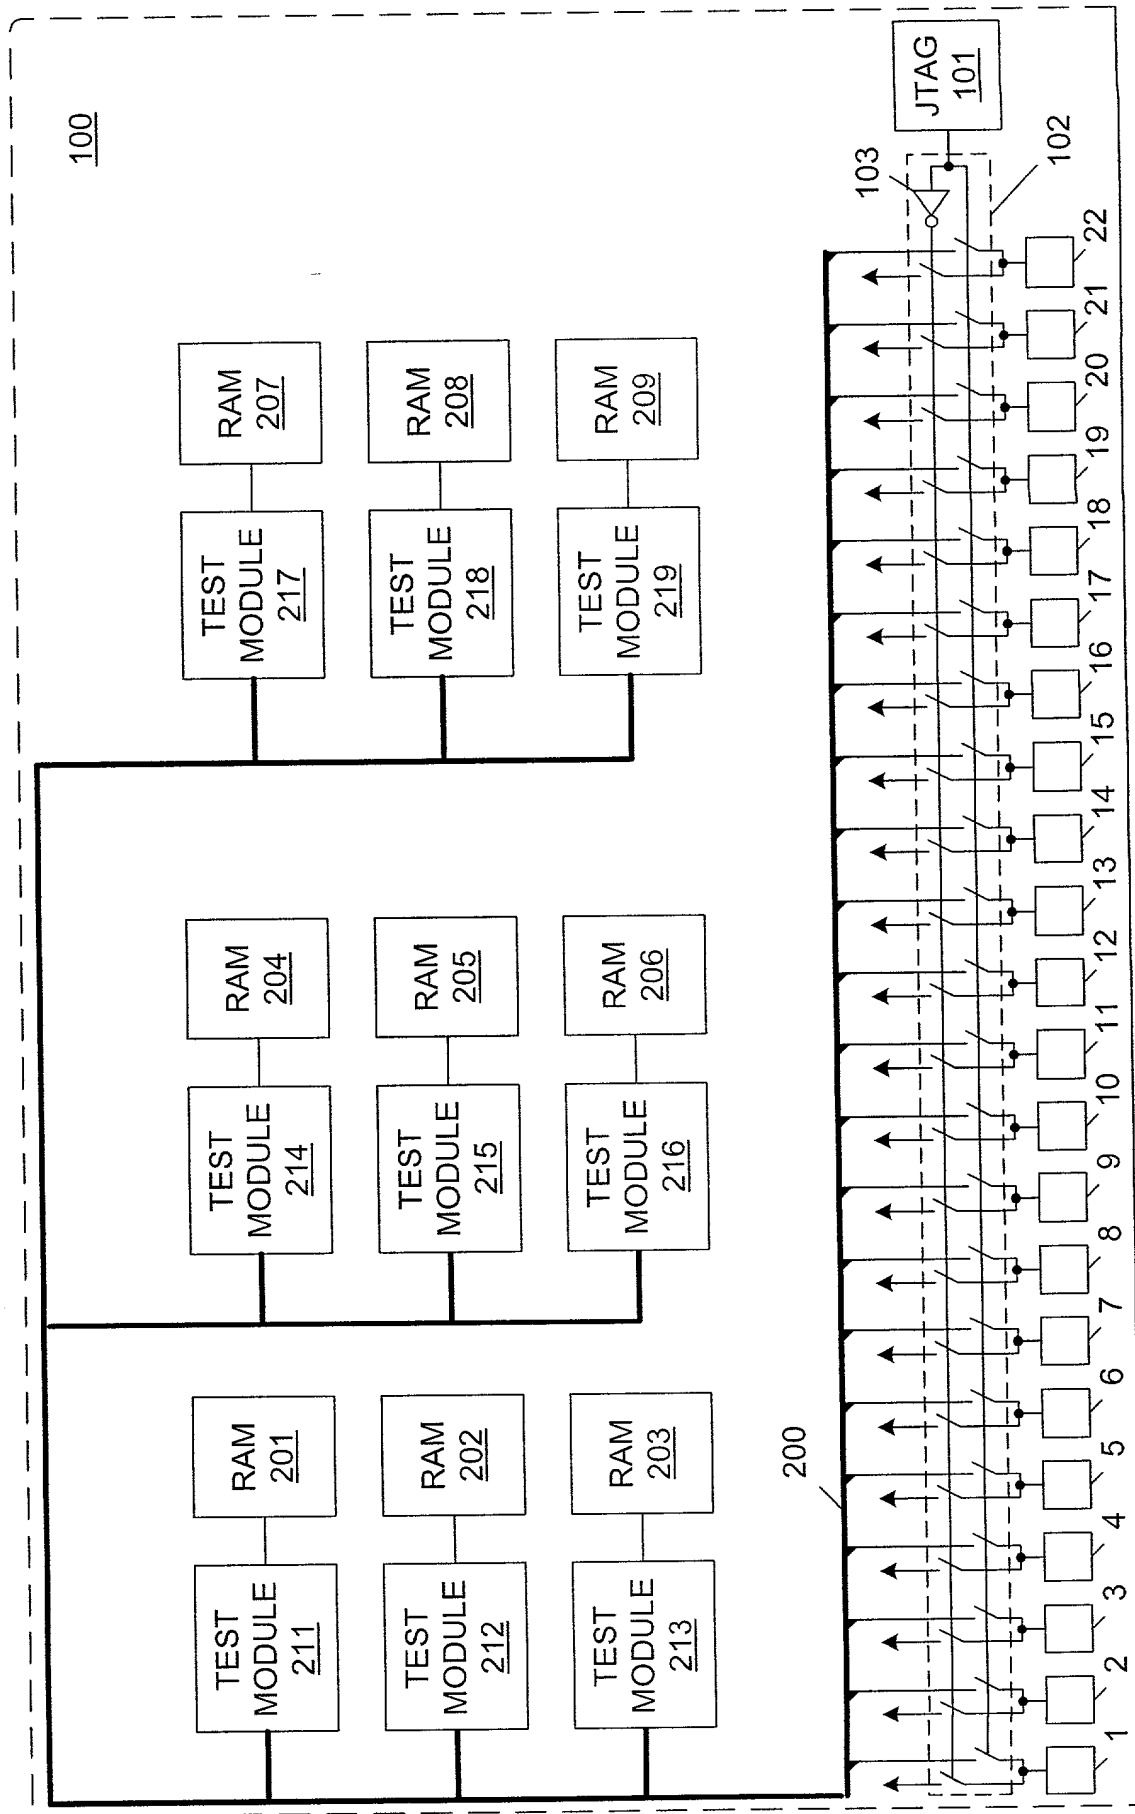 100
JTAG
101
103
102
RAM
207
RAM
208
RAM
209
TEST
MODULE
217
TEST
MODULE
218
TEST
MODULE
219
RAM
204
RAM
205
RAM
206
TEST
MODULE
214
TEST
MODULE
215
TEST
MODULE
216
RAM
201
RAM
202
RAM
203
TEST
MODULE
211
TEST
MODULE
212
TEST
MODULE
213
200
1
2
3
4
5
6
7
8
9
10
11
12
13
14
15
16
17
18
19
20
21
22